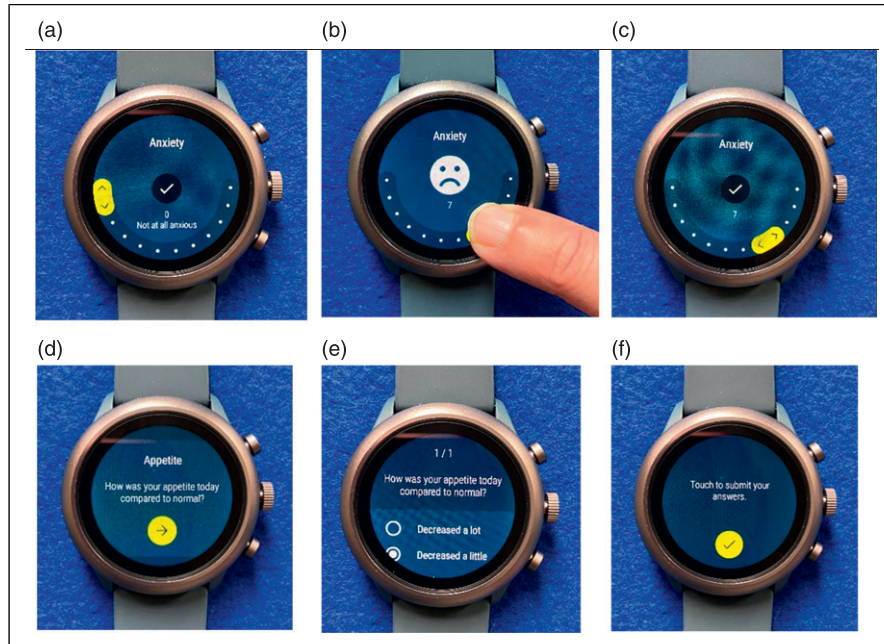 (a)
(b)
(c)
Anxiety
0
Not at all anxious
Anxiety
7
Anxiety
7
(d)
(e)
(f)
Appetite
How was your appetite today
compared to normal?
1 / 1
How was your appetite today
compared to normal?
Decreased a lot
Decreased a little
Touch to submit your
answers.